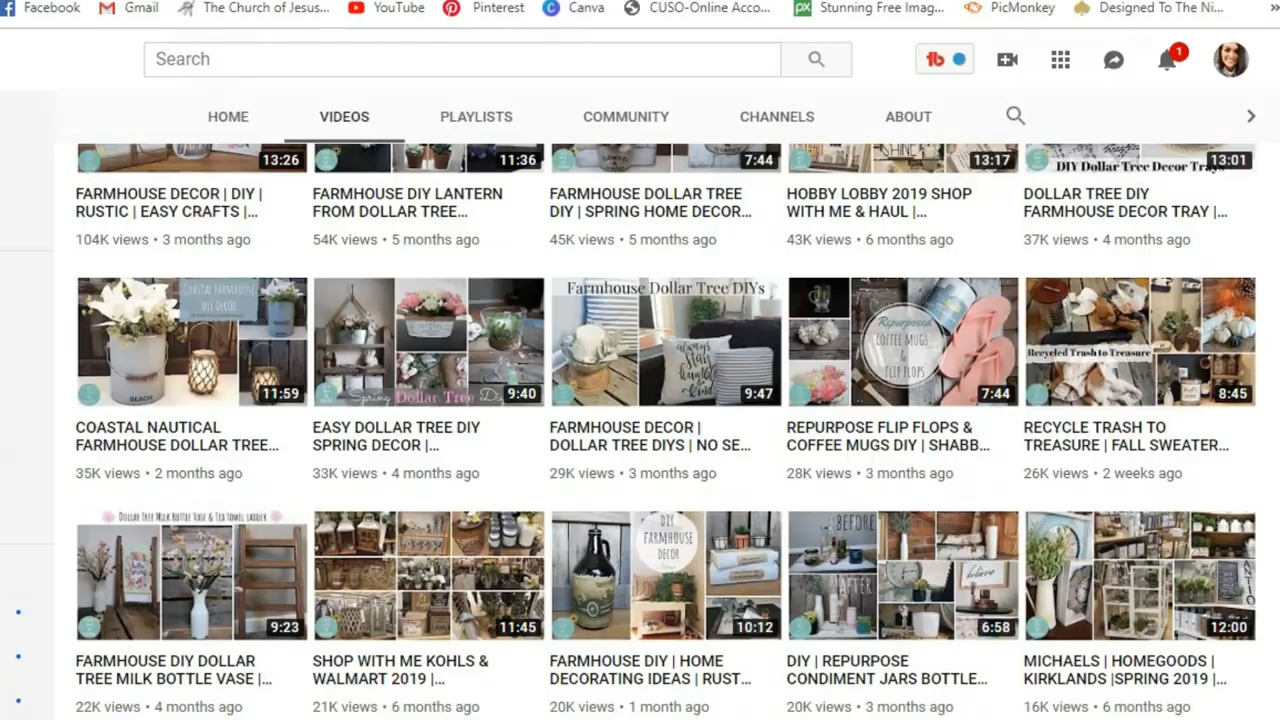 Facebook
Gmail
The Church of Jesus...
YouTube
Pinterest
Canva
CUSO-Online Acco...
px
Stunning Free Imag...
PicMonkey
Designed To The Ni...
Search
1
HOME
VIDEOS
PLAYLISTS
COMMUNITY
CHANNELS
ABOUT
13:26
11:36
7:44
13:17
DIY Dollar Tree Decor Trays
13:01
FARMHOUSE DECOR | DIY |
RUSTIC | EASY CRAFTS |...
104K views • 3 months ago
FARMHOUSE DIY LANTERN
FROM DOLLAR TREE...
54K views • 5 months ago
FARMHOUSE DOLLAR TREE
DIY | SPRING HOME DECOR...
45K views • 5 months ago
HOBBY LOBBY 2019 SHOP
WITH ME & HAUL |...
43K views • 6 months ago
DOLLAR TREE DIY
FARMHOUSE DECOR TRAY |...
37K views • 4 months ago
COASTAL FARMHOUSE
DIY DECOR
BEACH
11:59
Spring Dollar Tree Diy
9:40
Farmhouse Dollar Tree DIYs
always
stay
humble
&
kind
9:47
Repurposed
COFFEE MUGS
&
FLIP FLOPS
7:44
Recycled Trash to Treasure
8:45
COASTAL NAUTICAL
FARMHOUSE DOLLAR TREE...
35K views • 2 months ago
EASY DOLLAR TREE DIY
SPRING DECOR |...
33K views • 4 months ago
FARMHOUSE DECOR |
DOLLAR TREE DIYS | NO SE...
29K views • 3 months ago
REPURPOSE FLIP FLOPS &
COFFEE MUGS DIY | SHABB...
28K views • 3 months ago
RECYCLE TRASH TO
TREASURE | FALL SWEATER...
26K views • 2 weeks ago
DOLLAR TREE MILK BOTTLE VASE & TEA TOWEL LADDER
9:23
11:45
DIY
FARMHOUSE
DECOR
10:12
BEFORE
AFTER
believe
6:58
12:00
FARMHOUSE DIY DOLLAR
TREE MILK BOTTLE VASE |...
22K views • 4 months ago
SHOP WITH ME KOHLS &
WALMART 2019 |...
21K views • 6 months ago
FARMHOUSE DIY | HOME
DECORATING IDEAS | RUST...
20K views • 1 month ago
DIY | REPURPOSE
CONDIMENT JARS BOTTLE...
20K views • 3 months ago
MICHAELS | HOMEGOODS |
KIRKLANDS |SPRING 2019 |...
16K views • 6 months ago